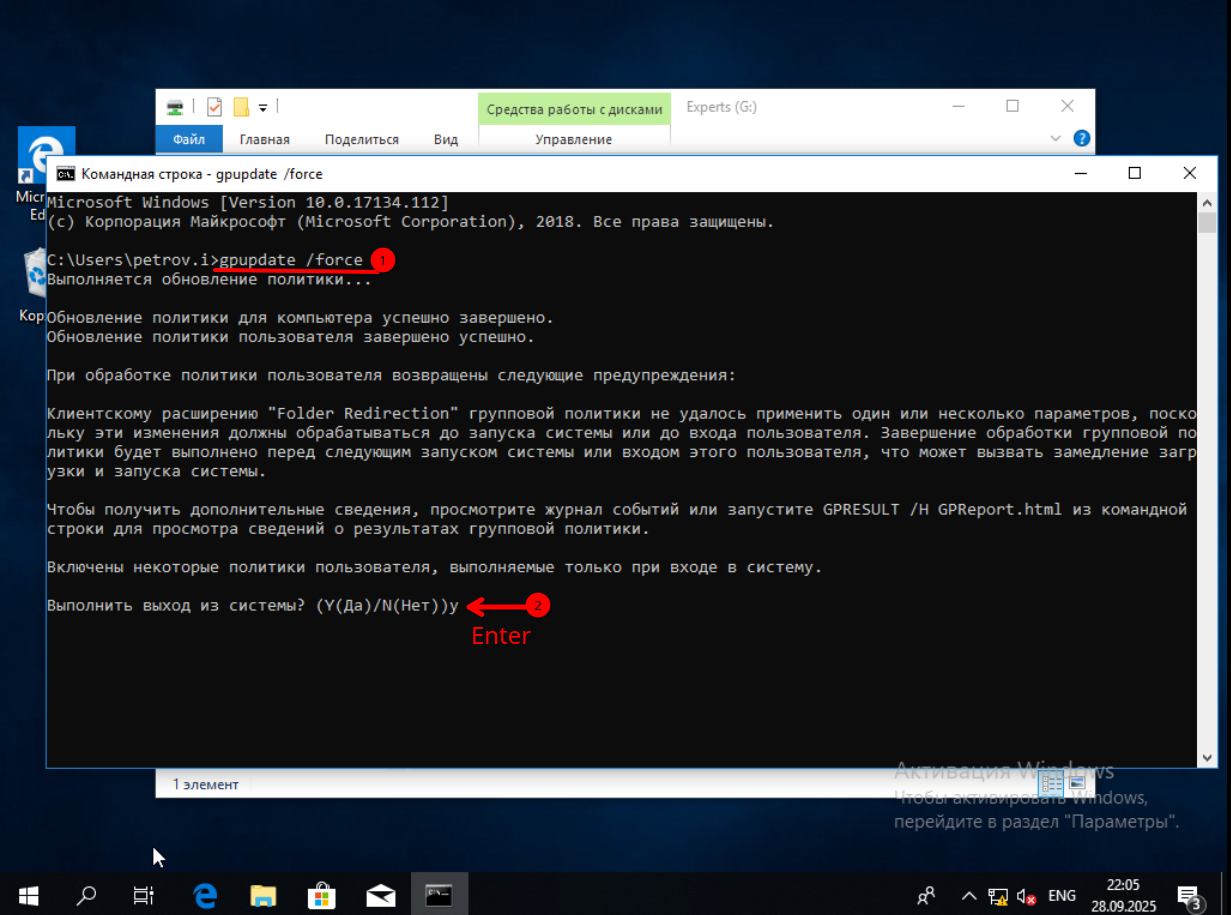 Средства работы с дисками
Experts (G:)
Файл
Главная
Поделиться
Вид
Управление
?
Командная строка - gpupdate /force
Microsoft Windows [Version 10.0.17134.112]
(c) Корпорация Майкрософт (Microsoft Corporation), 2018. Все права защищены.
C:\Users\petrov.i>gpupdate /force
1
Выполняется обновление политики...
Обновление политики для компьютера успешно завершено.
Обновление политики пользователя завершено успешно.
При обработке политики пользователя возвращены следующие предупреждения:
Клиентскому расширению "Folder Redirection" групповой политики не удалось применить один или несколько параметров, поско
льку эти изменения должны обрабатываться до запуска системы или до входа пользователя. Завершение обработки групповой по
литики будет выполнено перед следующим запуском системы или входом этого пользователя, что может вызвать замедление загр
узки и запуска системы.
Чтобы получить дополнительные сведения, просмотрите журнал событий или запустите GPRESULT /H GPReport.html из командной
строки для просмотра сведений о результатах групповой политики.
Включены некоторые политики пользователя, выполняемые только при входе в систему.
Выполнить выход из системы? (Y(Да)/N(Нет))y
2
Enter
Micr
Ed
Кор
1 элемент
Активация Windows
Чтобы активировать Windows,
перейдите в раздел "Параметры".
ENG
22:05
28.09.2025
3